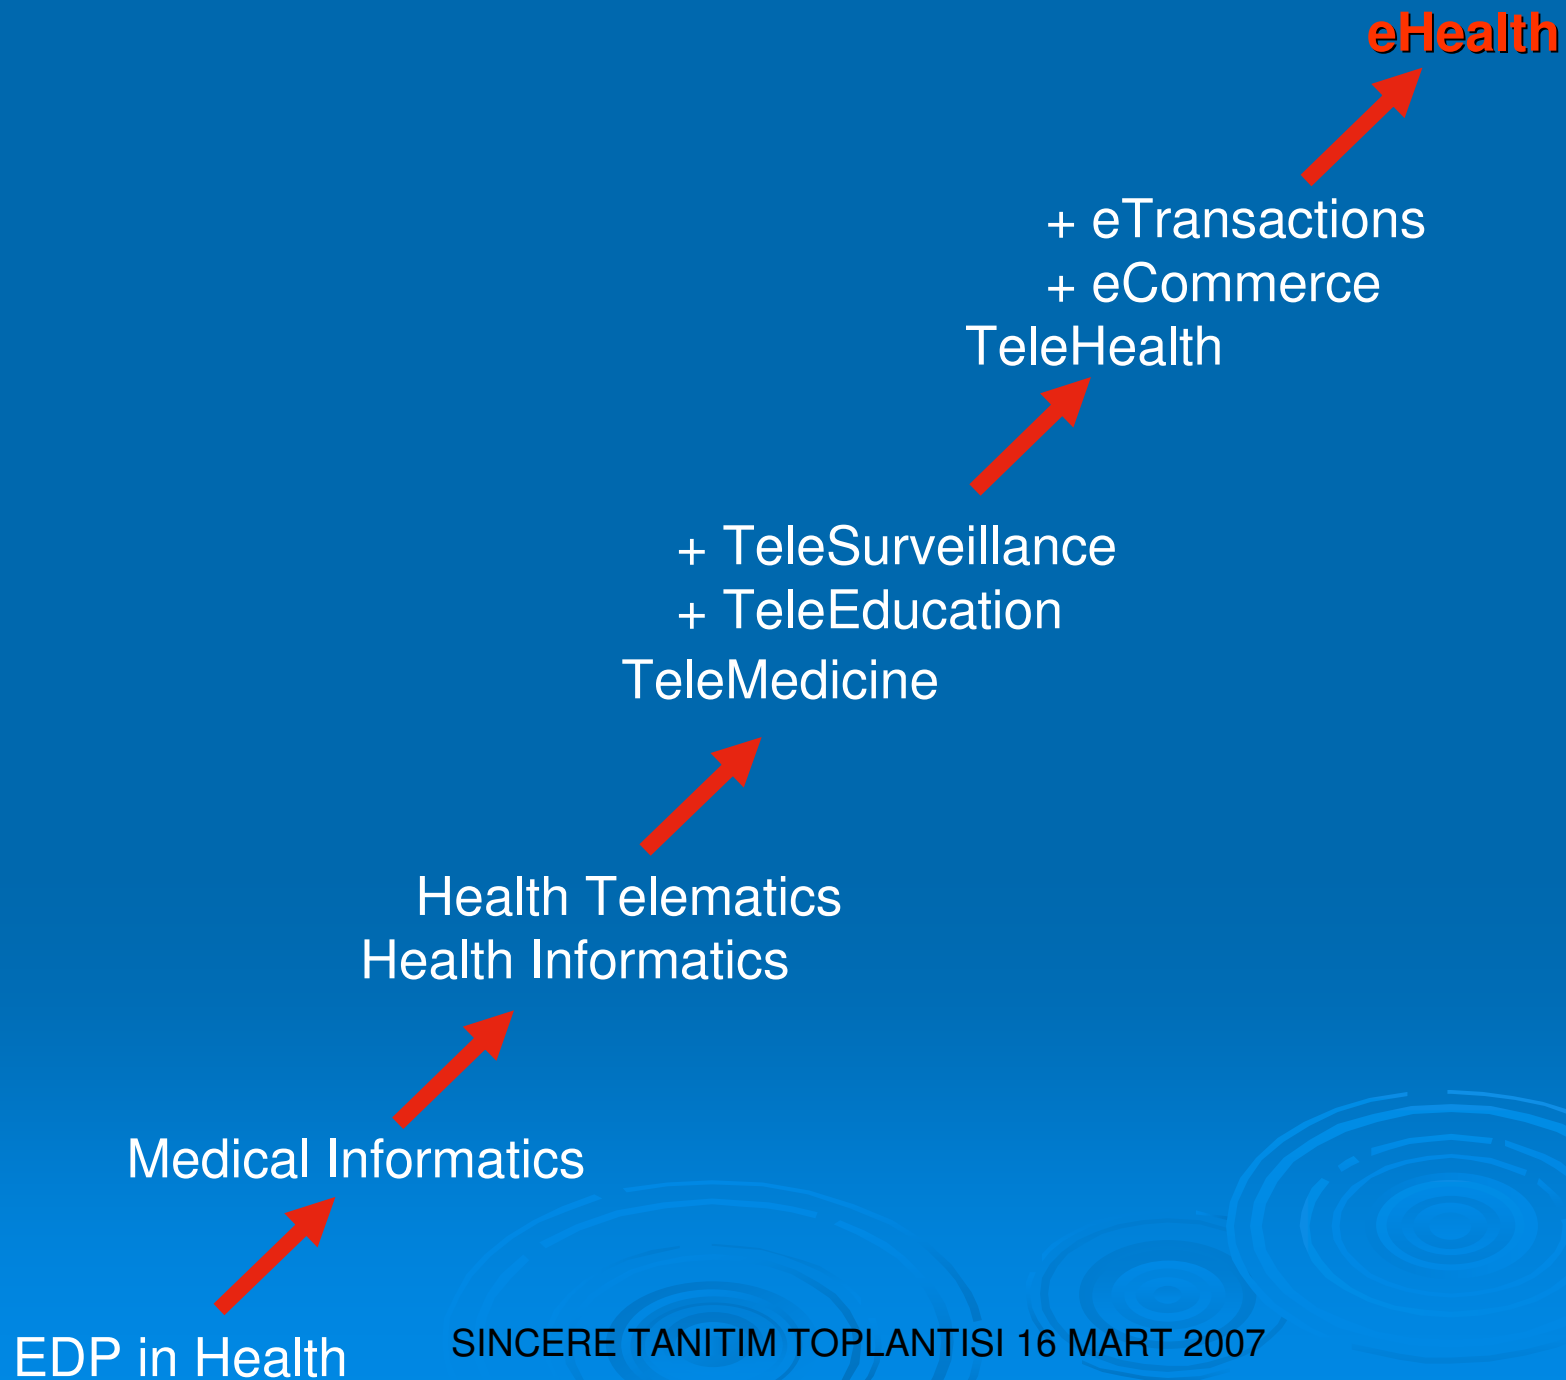 eHealth
+ eTransactions
+ eCommerce
TeleHealth
+ TeleSurveillance
+ TeleEducation
TeleMedicine
Health Telematics
Health Informatics
Medical Informatics
EDP in Health
SINCERE TANITIM TOPLANTISI 16 MART 2007